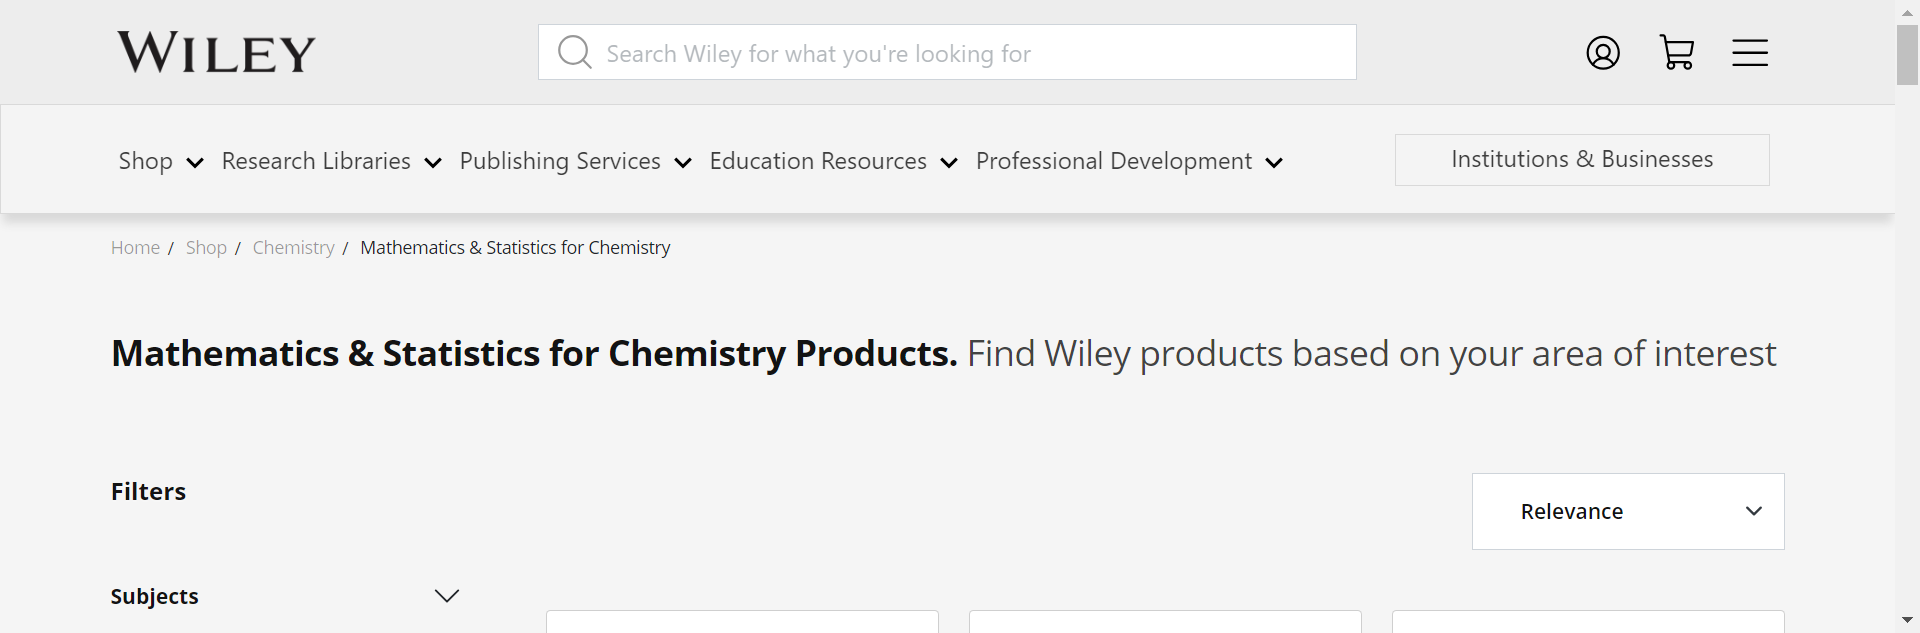 WILEY
Search Wiley for what you're looking for
Shop Research Libraries Publishing Services Education Resources Professional Development Institutions & Businesses
Home / Shop / Chemistry / Mathematics & Statistics for Chemistry
Mathematics & Statistics for Chemistry Products. Find Wiley products based on your area of interest
Filters
Relevance
Subjects